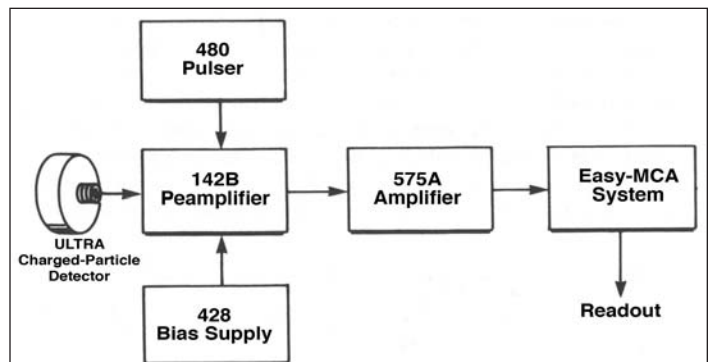 480
Pulser
142B
Peamplifier
575A
Amplifier
Easy-MCA
System
ULTRA
Charged-Particle
Detector
428
Bias Supply
Readout